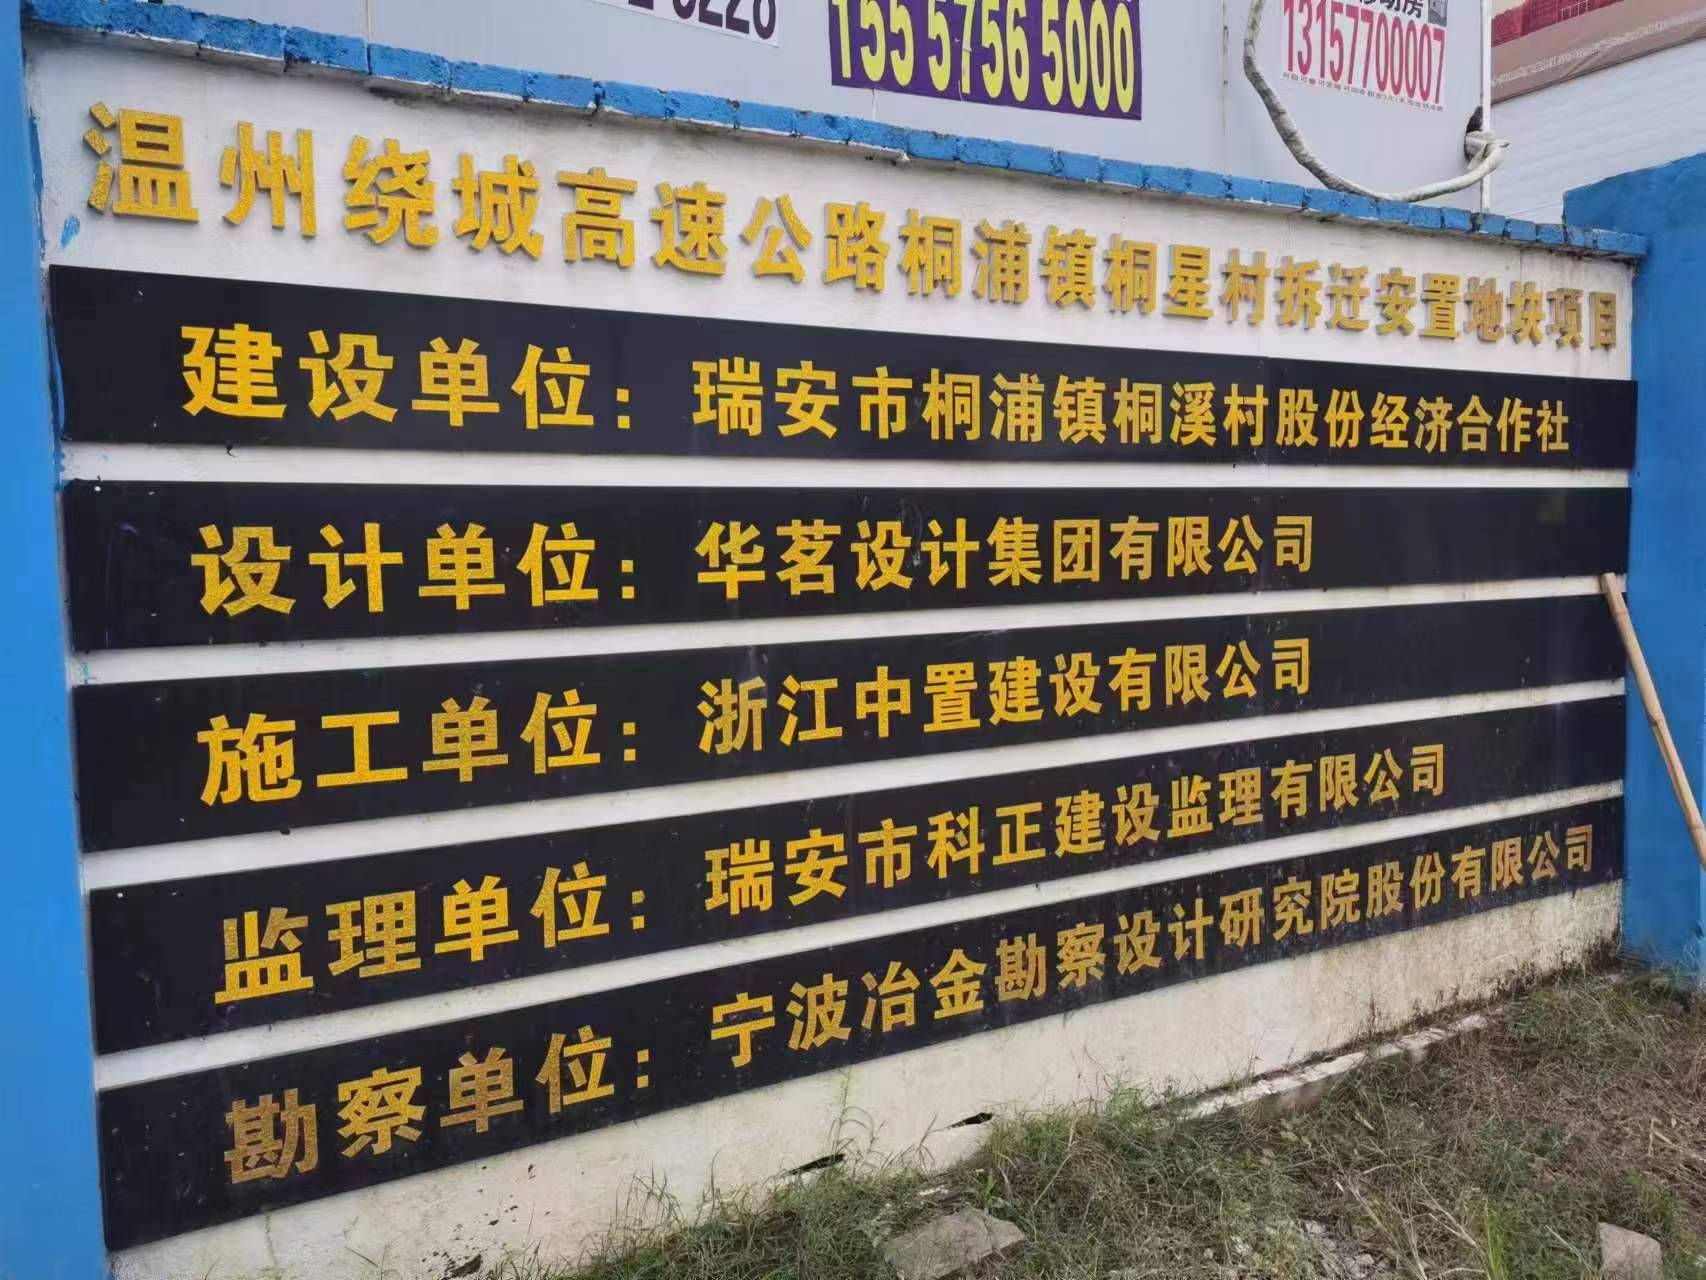 15557565000
13157700007
温州绕城高速公路桐浦镇桐星村拆迁安置地块项目
建设单位：瑞安市桐浦镇桐溪村股份经济合作社
设计单位：华茗设计集团有限公司
施工单位：浙江中置建设有限公司
监理单位：瑞安市科正建设监理有限公司
勘察单位：宁波冶金勘察设计研究院股份有限公司